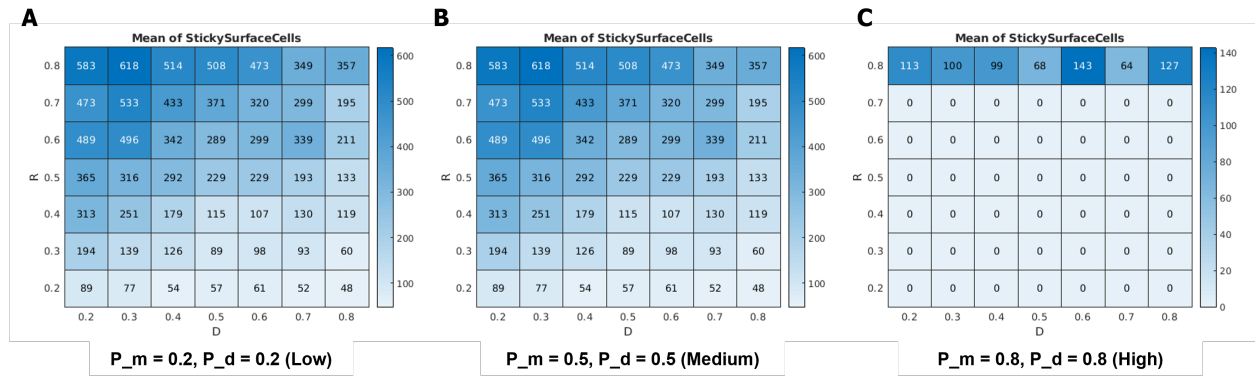 A
Mean of StickySurfaceCells
R
0.8 583 618 514 508 473 349 357
0.7 473 533 433 371 320 299 195
0.6 489 496 342 289 299 339 211
0.5 365 316 292 229 229 193 133
0.4 313 251 179 115 107 130 119
0.3 194 139 126 89 98 93 60
0.2 89 77 54 57 61 52 48
0.2 0.3 0.4 0.5 0.6 0.7 0.8
D
600
500
400
300
200
100
P_m = 0.2, P_d = 0.2 (Low)
B
Mean of StickySurfaceCells
R
0.8 583 618 514 508 473 349 357
0.7 473 533 433 371 320 299 195
0.6 489 496 342 289 299 339 211
0.5 365 316 292 229 229 193 133
0.4 313 251 179 115 107 130 119
0.3 194 139 126 89 98 93 60
0.2 89 77 54 57 61 52 48
0.2 0.3 0.4 0.5 0.6 0.7 0.8
D
600
500
400
300
200
100
P_m = 0.5, P_d = 0.5 (Medium)
C
Mean of StickySurfaceCells
R
0.8 113 100 99 68 143 64 127
0.7 0 0 0 0 0 0 0
0.6 0 0 0 0 0 0 0
0.5 0 0 0 0 0 0 0
0.4 0 0 0 0 0 0 0
0.3 0 0 0 0 0 0 0
0.2 0 0 0 0 0 0 0
0.2 0.3 0.4 0.5 0.6 0.7 0.8
D
140
120
100
80
60
40
20
0
P_m = 0.8, P_d = 0.8 (High)